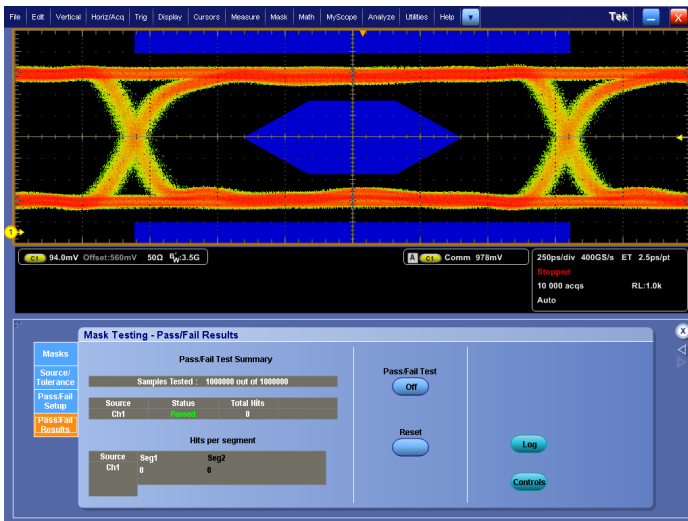 File Edit Vertical Horiz/Acq Trig Display Cursors Measure Mask Math MyScope Analyze Utilities Help Tek X
1
C1 94.0mV Offset:560mV 50Ω BW:3.5G
A C1 Comm 978mV
250ps/div 400GS/s ET 2.5ps/pt
Stopped
10 000 acqs RL:1.0k
Auto
Mask Testing - Pass/Fail Results
X
Masks
Source/
Tolerance
Pass/Fail
Setup
Pass/Fail
Results
Pass/Fail Test Summary
Samples Tested : 1000000 out of 1000000
Source Status Total Hits
Ch1 Passed 0
Hits per segment
Source Seg1 Seg2
Ch1 0 0
Pass/Fail Test
Off
Reset
Log
Controls